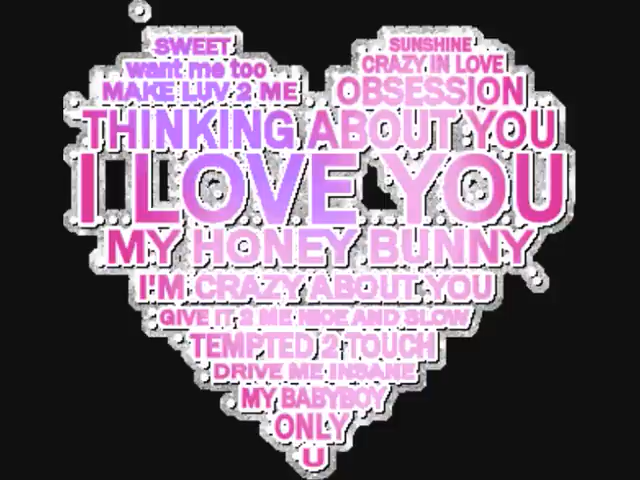 SWEET
want me too
MAKE LUV 2 ME
SUNSHINE
CRAZY IN LOVE
OBSESSION
THINKING ABOUT YOU
I LOVE YOU
MY HONEY BUNNY
I'M CRAZY ABOUT YOU
GIVE IT 2 ME NICE AND SLOW
TEMPTED 2 TOUCH
DRIVE ME INSANE
MY BABYBOY
ONLY
U